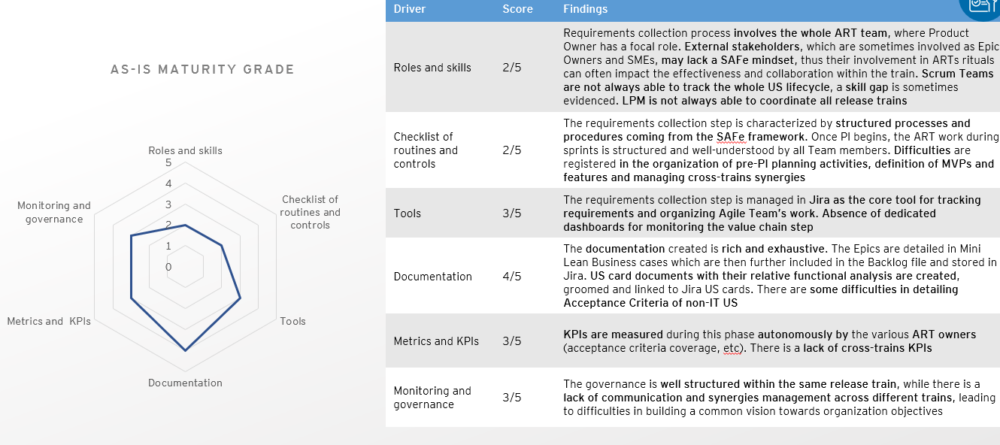 AS-IS MATURITY GRADE
Roles and skills
5
4
3
2
1
0
Checklist of
routines and
controls
Tools
Documentation
Metrics and  KPIs
Monitoring and
governance
Driver Score Findings
Roles and skills 2/5
Requirements collection process involves the whole ART team, where Product
Owner has a focal role. External stakeholders, which are sometimes involved as Epic
Owners and SMEs, may lack a SAFe mindset, thus their involvement in ARTs rituals
can often impact the effectiveness and collaboration within the train. Scrum Teams
are not always able to track the whole US lifecycle, a skill gap is sometimes
evidenced. LPM is not always able to coordinate all release trains
Checklist of
routines and
controls
2/5
The requirements collection step is characterized by structured processes and
procedures coming from the SAFe framework. Once PI begins, the ART work during
sprints is structured and well-understood by all Team members. Difficulties are
registered in the organization of pre-PI planning activities, definition of MVPs and
features and managing cross-trains synergies
Tools 3/5
The requirements collection step is managed in Jira as the core tool for tracking
requirements and organizing Agile Team's work. Absence of dedicated
dashboards for monitoring the value chain step
Documentation 4/5
The documentation created is rich and exhaustive. The Epics are detailed in Mini
Lean Business cases which are then further included in the Backlog file and stored in
Jira. US card documents with their relative functional analysis are created,
groomed and linked to Jira US cards. There are some difficulties in detailing
Acceptance Criteria of non-IT US
Metrics and KPIs 3/5
KPIs are measured during this phase autonomously by the various ART owners
(acceptance criteria coverage, etc). There is a lack of cross-trains KPIs
Monitoring and
governance
3/5
The governance is well structured within the same release train, while there is a
lack of communication and synergies management across different trains, leading
to difficulties in building a common vision towards organization objectives